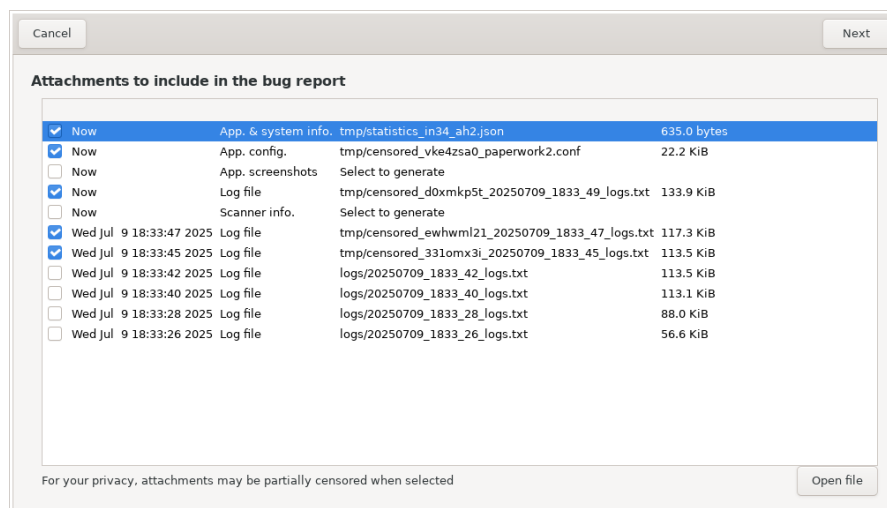 Cancel Next
Attachments to include in the bug report
Now App. & system info. tmp/statistics_in34_ah2.json 635.0 bytes
Now App. config. tmp/censored_vke4zsa0_paperwork2.conf 22.2 KiB
Now App. screenshots Select to generate
Now Log file tmp/censored_d0xmkp5t_20250709_1833_49_logs.txt 133.9 KiB
Now Scanner info. Select to generate
Wed Jul 9 18:33:47 2025 Log file tmp/censored_ewhwml21_20250709_1833_47_logs.txt 117.3 KiB
Wed Jul 9 18:33:45 2025 Log file tmp/censored_331omx3i_20250709_1833_45_logs.txt 113.5 KiB
Wed Jul 9 18:33:42 2025 Log file logs/20250709_1833_42_logs.txt 113.5 KiB
Wed Jul 9 18:33:40 2025 Log file logs/20250709_1833_40_logs.txt 113.1 KiB
Wed Jul 9 18:33:28 2025 Log file logs/20250709_1833_28_logs.txt 88.0 KiB
Wed Jul 9 18:33:26 2025 Log file logs/20250709_1833_26_logs.txt 56.6 KiB
For your privacy, attachments may be partially censored when selected Open file